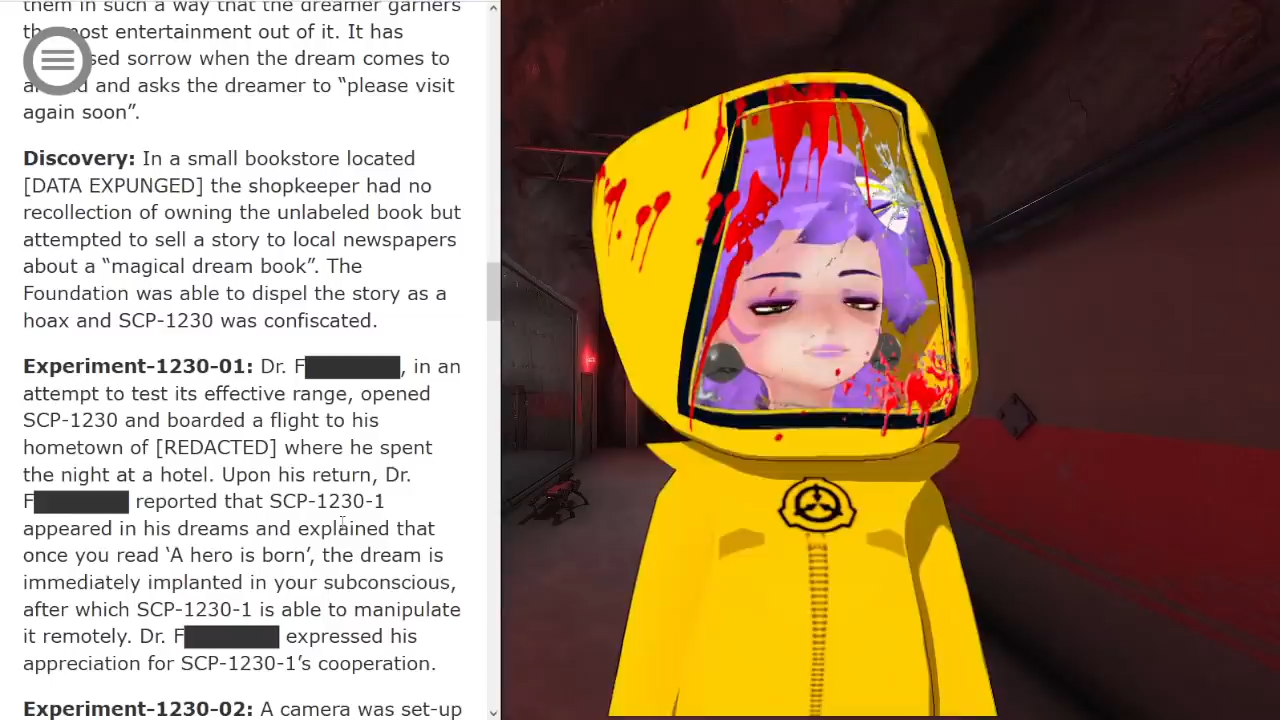 them in such a way that the dreamer garners
the most entertainment out of it. It has
sed sorrow when the dream comes to
and asks the dreamer to “please visit
again soon”.
Discovery: In a small bookstore located
[DATA EXPUNGED] the shopkeeper had no
recollection of owning the unlabeled book but
attempted to sell a story to local newspapers
about a “magical dream book”. The
Foundation was able to dispel the story as a
hoax and SCP-1230 was confiscated.
Experiment-1230-01: Dr. F, in an
attempt to test its effective range, opened
SCP-1230 and boarded a flight to his
hometown of [REDACTED] where he spent
the night at a hotel. Upon his return, Dr.
F reported that SCP-1230-1
appeared in his dreams and explained that
once you read ‘A hero is born’, the dream is
immediately implanted in your subconscious,
after which SCP-1230-1 is able to manipulate
it remotely. Dr. F expressed his
appreciation for SCP-1230-1’s cooperation.
Experiment-1230-02: A camera was set-up